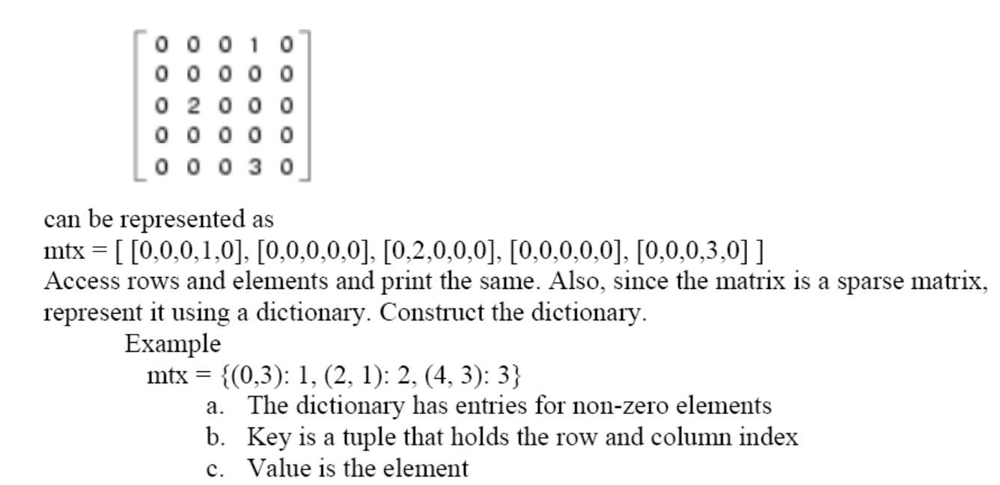 0 0 0 1 0
0 0 0 0 0
0 2 0 0 0
0 0 0 0 0
0 0 0 3 0
can be represented as
mtx = [ [0,0,0,1,0], [0,0,0,0,0], [0,2,0,0,0], [0,0,0,0,0], [0,0,0,3,0] ]
Access rows and elements and print the same. Also, since the matrix is a sparse matrix,
represent it using a dictionary. Construct the dictionary.
Example
mtx = {(0,3): 1, (2, 1): 2, (4, 3): 3}
a. The dictionary has entries for non-zero elements
b. Key is a tuple that holds the row and column index
c. Value is the element